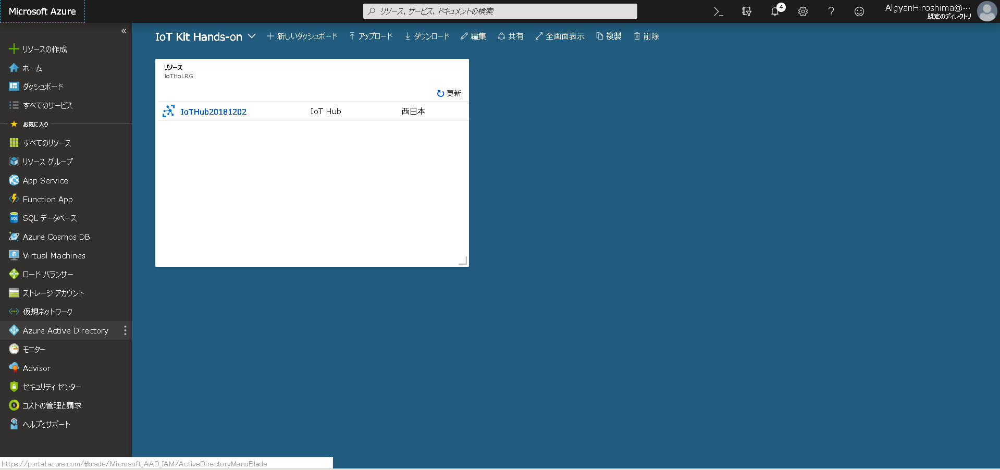 Microsoft Azure
リソース、サービス、ドキュメントの検索
4
AlgyanHiroshima@…
既定のディレクトリ
«
リソースの作成
ホーム
ダッシュボード
すべてのサービス
お気に入り
すべてのリソース
リソース グループ
App Service
Function App
SQL データベース
Azure Cosmos DB
Virtual Machines
ロード バランサー
ストレージ アカウント
仮想ネットワーク
Azure Active Directory
モニター
Advisor
セキュリティ センター
コストの管理と請求
ヘルプとサポート
IoT Kit Hands-on
新しいダッシュボード アップロード ダウンロード 編集 共有 全画面表示 複製 削除
リソース
IoTHoLRG
更新
IoTHub20181202 IoT Hub 西日本
https://portal.azure.com/#blade/Microsoft_AAD_IAM/ActiveDirectoryMenuBlade